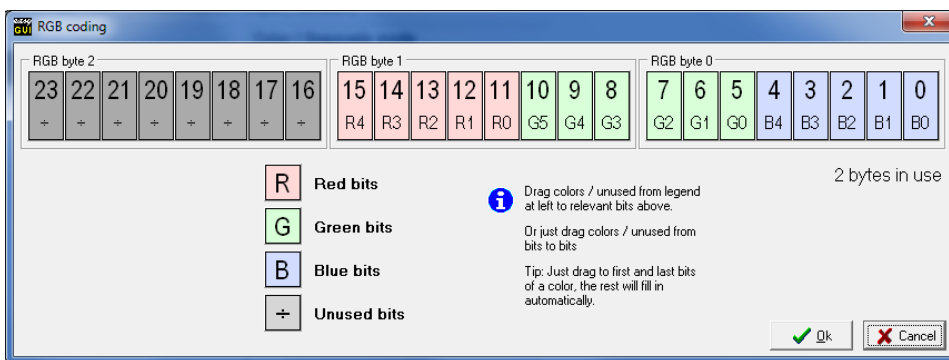 easy
GUI RGB coding
RGB byte 2
RGB byte 1
RGB byte 0
23 22 21 20 19 18 17 16
÷ ÷ ÷ ÷ ÷ ÷ ÷ ÷
15 14 13 12 11 10 9 8
R4 R3 R2 R1 R0 G5 G4 G3
7 6 5 4 3 2 1 0
G2 G1 G0 B4 B3 B2 B1 B0
2 bytes in use
R Red bits
G Green bits
B Blue bits
÷ Unused bits
i
Drag colors / unused from legend
at left to relevant bits above.
Or just drag colors / unused from
bits to bits
Tip: Just drag to first and last bits
of a color, the rest will fill in
automatically.
Ok
Cancel